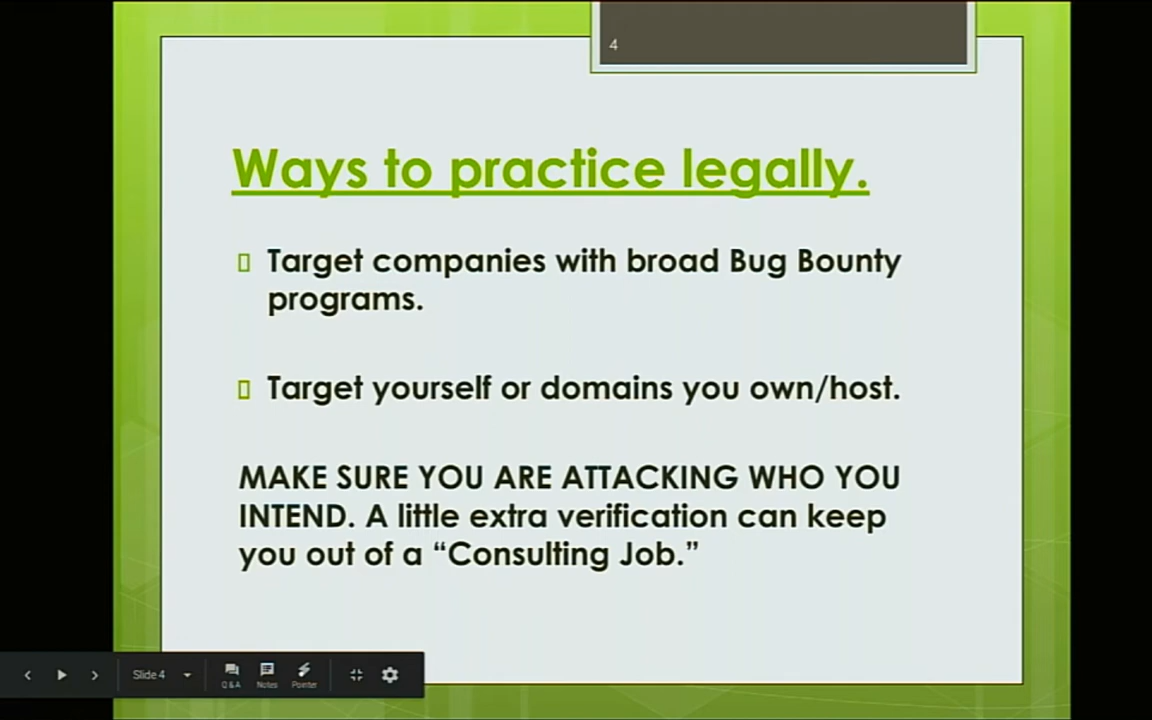 4
Ways to practice legally.
Target companies with broad Bug Bounty
programs.
Target yourself or domains you own/host.
MAKE SURE YOU ARE ATTACKING WHO YOU
INTEND. A little extra verification can keep
you out of a “Consulting Job.”
Slide 4
Q&A Notes Pointer